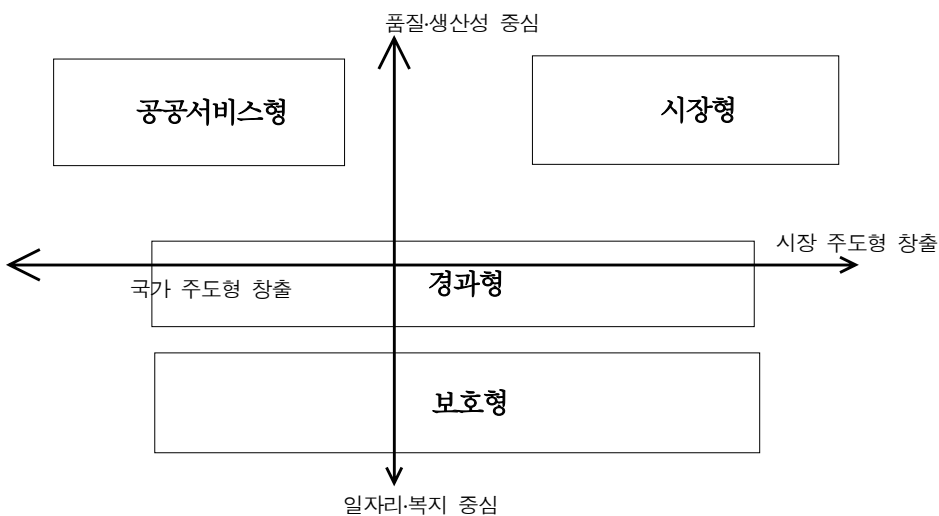 품질·생산성 중심
공공서비스형
시장형
시장 주도형 창출
국가 주도형 창출
경과형
보호형
일자리·복지 중심